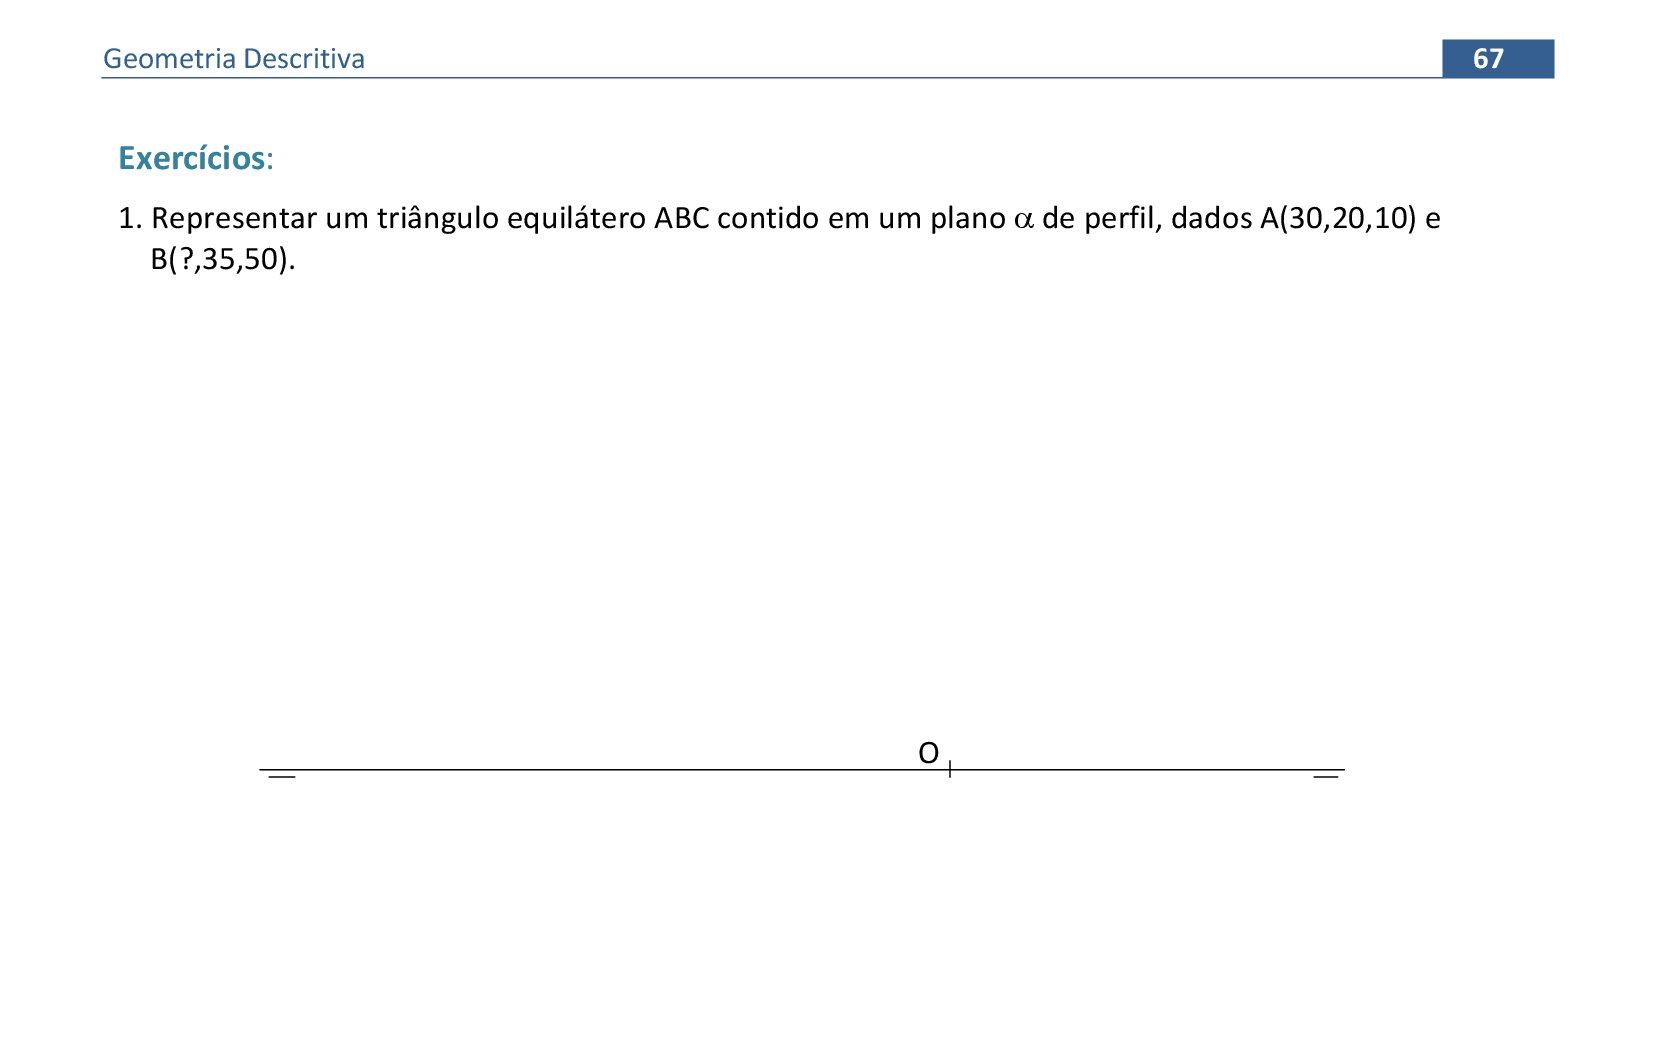 Geometria Descritiva
67
Exercícios:
1. Representar um triângulo equilátero ABC contido em um plano α de perfil, dados A(30,20,10) e
B(?,35,50).
O